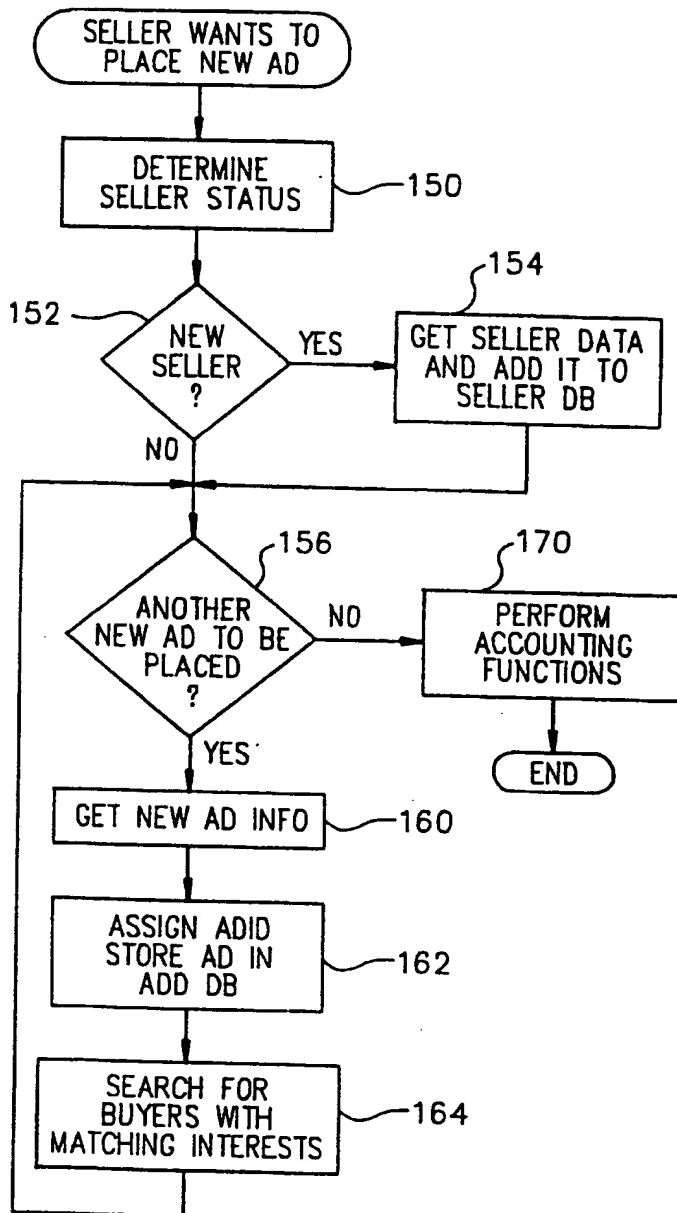 SELLER WANTS TO
PLACE NEW AD
DETERMINE
SELLER STATUS
150
152
NEW
SELLER
?
YES
NO
154
GET SELLER DATA
AND ADD IT TO
SELLER DB
156
ANOTHER
NEW AD TO BE
PLACED
?
NO
YES
170
PERFORM
ACCOUNTING
FUNCTIONS
END
GET NEW AD INFO
160
ASSIGN ADID
STORE AD IN
ADD DB
162
SEARCH FOR
BUYERS WITH
MATCHING INTERESTS
164